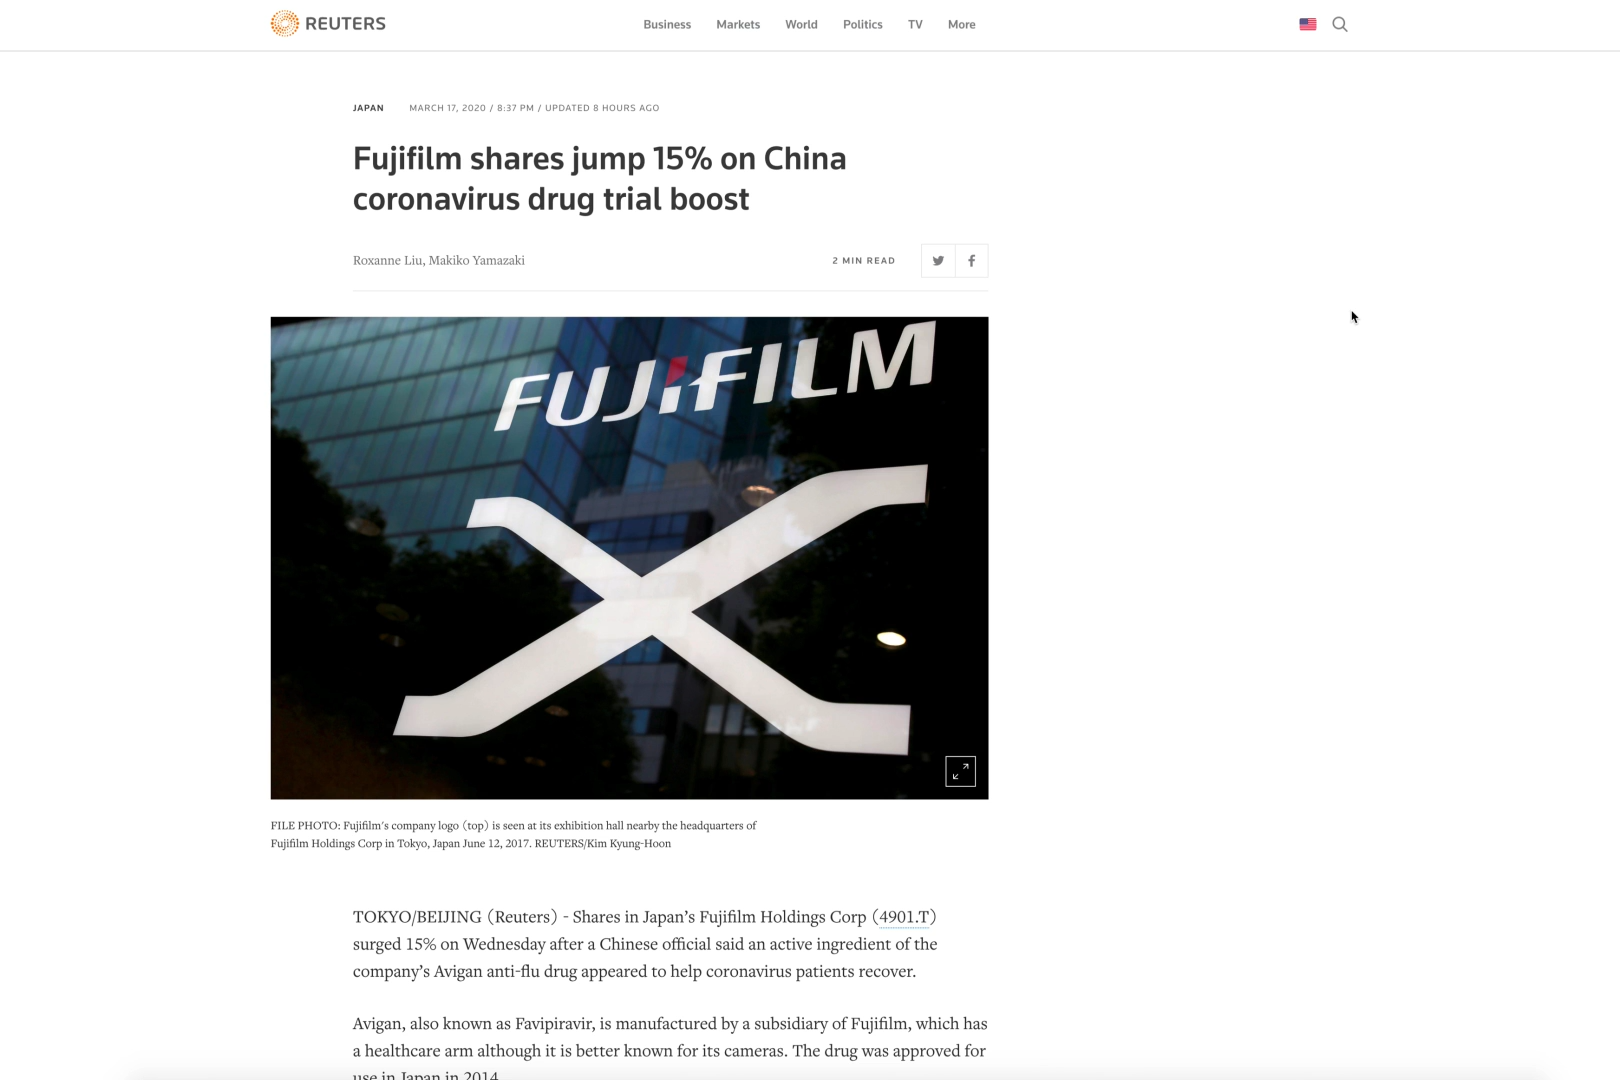 REUTERS
Business Markets World Politics TV More
JAPAN MARCH 17, 2020 / 8:37 PM / UPDATED 8 HOURS AGO
Fujifilm shares jump 15% on China
coronavirus drug trial boost
Roxanne Liu, Makiko Yamazaki
2 MIN READ
FUJIFILM
FILE PHOTO: Fujifilm's company logo (top) is seen at its exhibition hall nearby the headquarters of
Fujifilm Holdings Corp in Tokyo, Japan June 12, 2017. REUTERS/Kim Kyung-Hoon
TOKYO/BEIJING (Reuters) - Shares in Japan’s Fujifilm Holdings Corp (4901.T)
surged 15% on Wednesday after a Chinese official said an active ingredient of the
company’s Avigan anti-flu drug appeared to help coronavirus patients recover.
Avigan, also known as Favipiravir, is manufactured by a subsidiary of Fujifilm, which has
a healthcare arm although it is better known for its cameras. The drug was approved for
use in Japan in 2014.